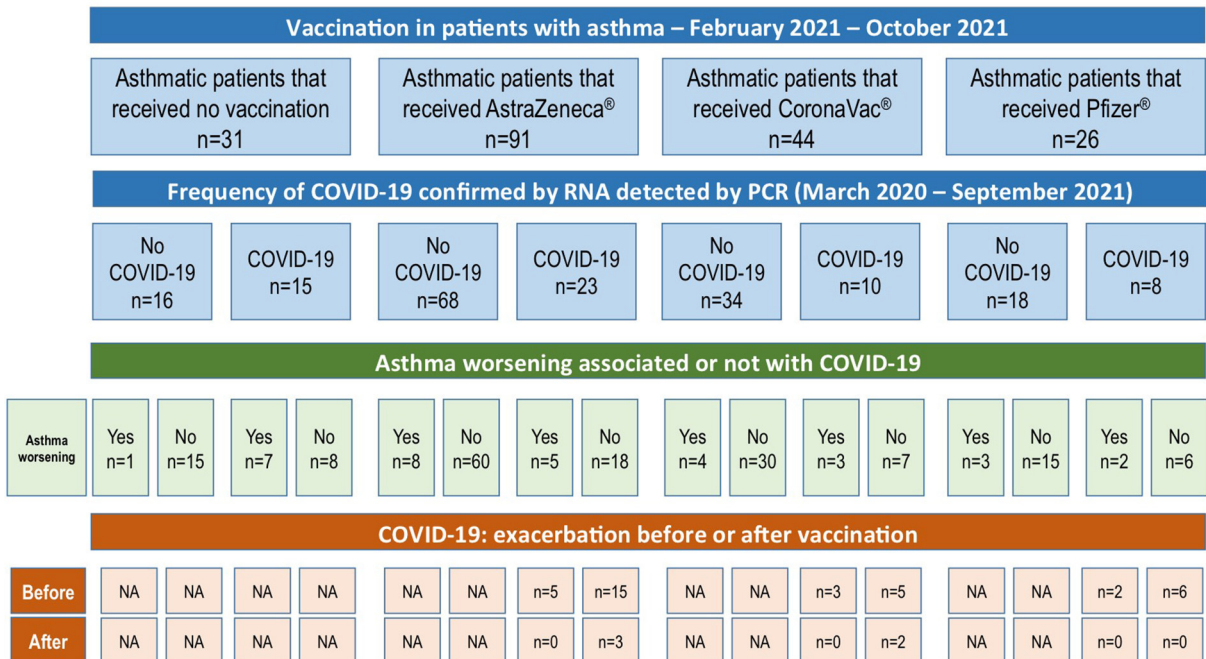 Vaccination in patients with asthma – February 2021 – October 2021
Asthmatic patients that
received no vaccination
n=31
Asthmatic patients that
received AstraZeneca®
n=91
Asthmatic patients that
received CoronaVac®
n=44
Asthmatic patients that
received Pfizer®
n=26
Frequency of COVID-19 confirmed by RNA detected by PCR (March 2020 – September 2021)
No
COVID-19
n=16
COVID-19
n=15
No
COVID-19
n=68
COVID-19
n=23
No
COVID-19
n=34
COVID-19
n=10
No
COVID-19
n=18
COVID-19
n=8
Asthma worsening associated or not with COVID-19
Asthma
worsening
Yes
n=1
No
n=15
Yes
n=7
No
n=8
Yes
n=8
No
n=60
Yes
n=5
No
n=18
Yes
n=4
No
n=30
Yes
n=3
No
n=7
Yes
n=3
No
n=15
Yes
n=2
No
n=6
COVID-19: exacerbation before or after vaccination
Before NA NA NA NA NA NA n=5 n=15 NA NA n=3 n=5 NA NA n=2 n=6
After NA NA NA NA NA NA n=0 n=3 NA NA n=0 n=2 NA NA n=0 n=0